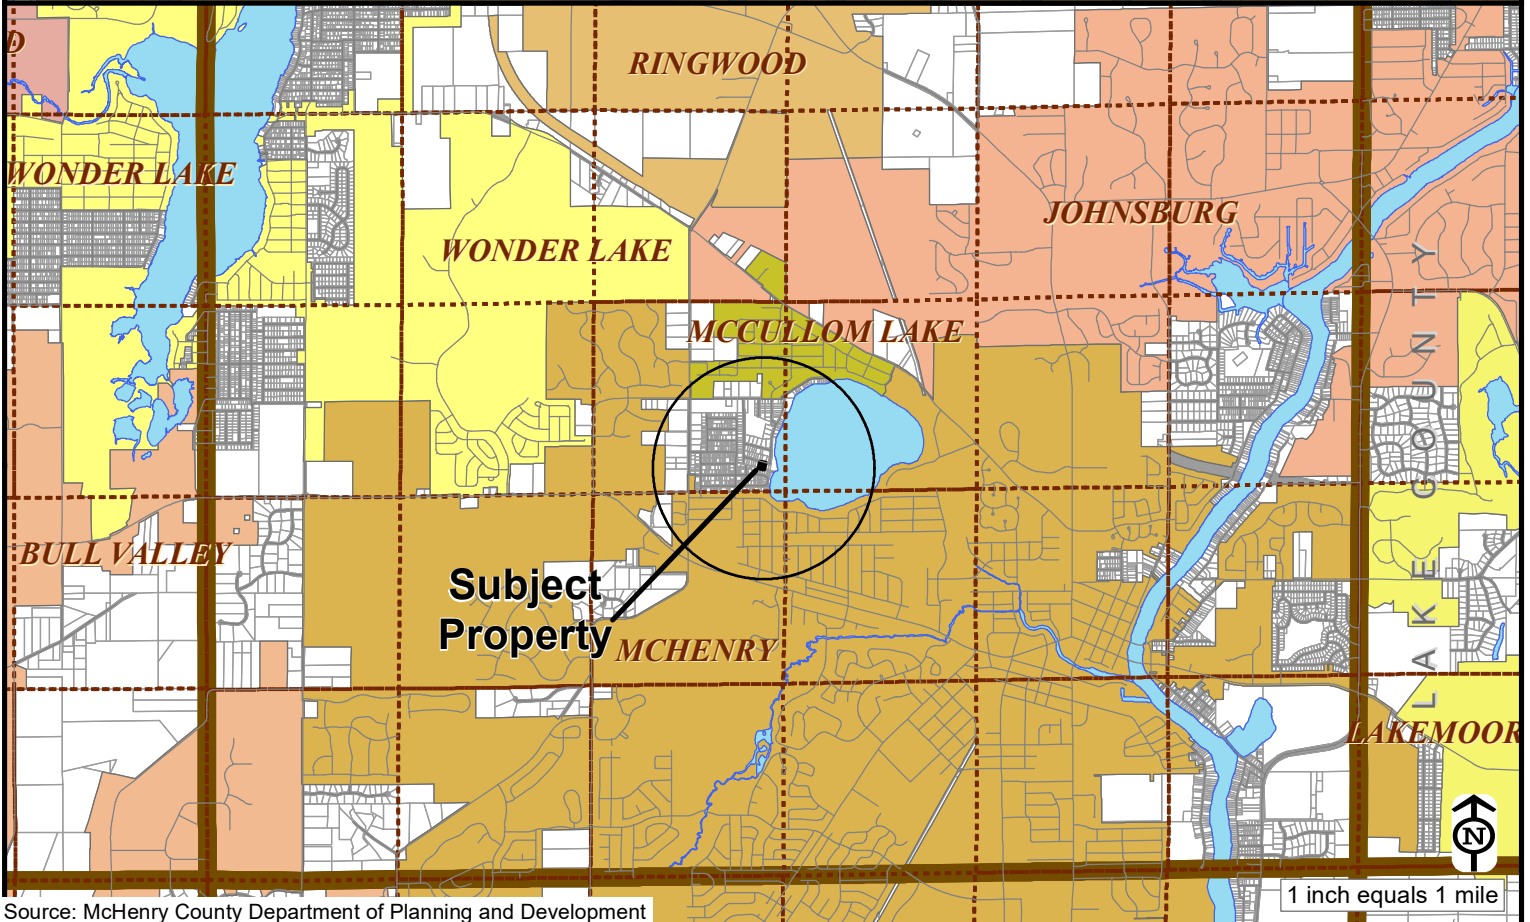 D
RINGWOOD
WONDER LAKE
JOHNSBURG
WONDER LAKE
MCCULLOM LAKE
LAKE COUNTY
BULL VALLEY
Subject
Property
MCHENRY
LAKEMOOR
N
1 inch equals 1 mile
Source: McHenry County Department of Planning and Development